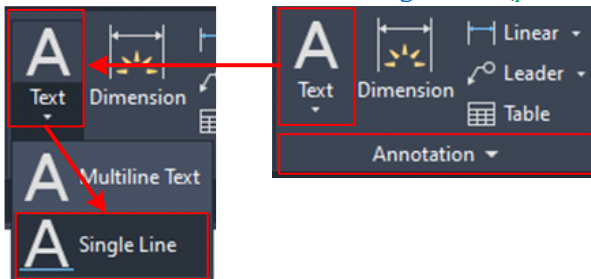 Text
Dimension
Multiline Text
Single Line
Text
Dimension
Linear
Leader
Table
Annotation